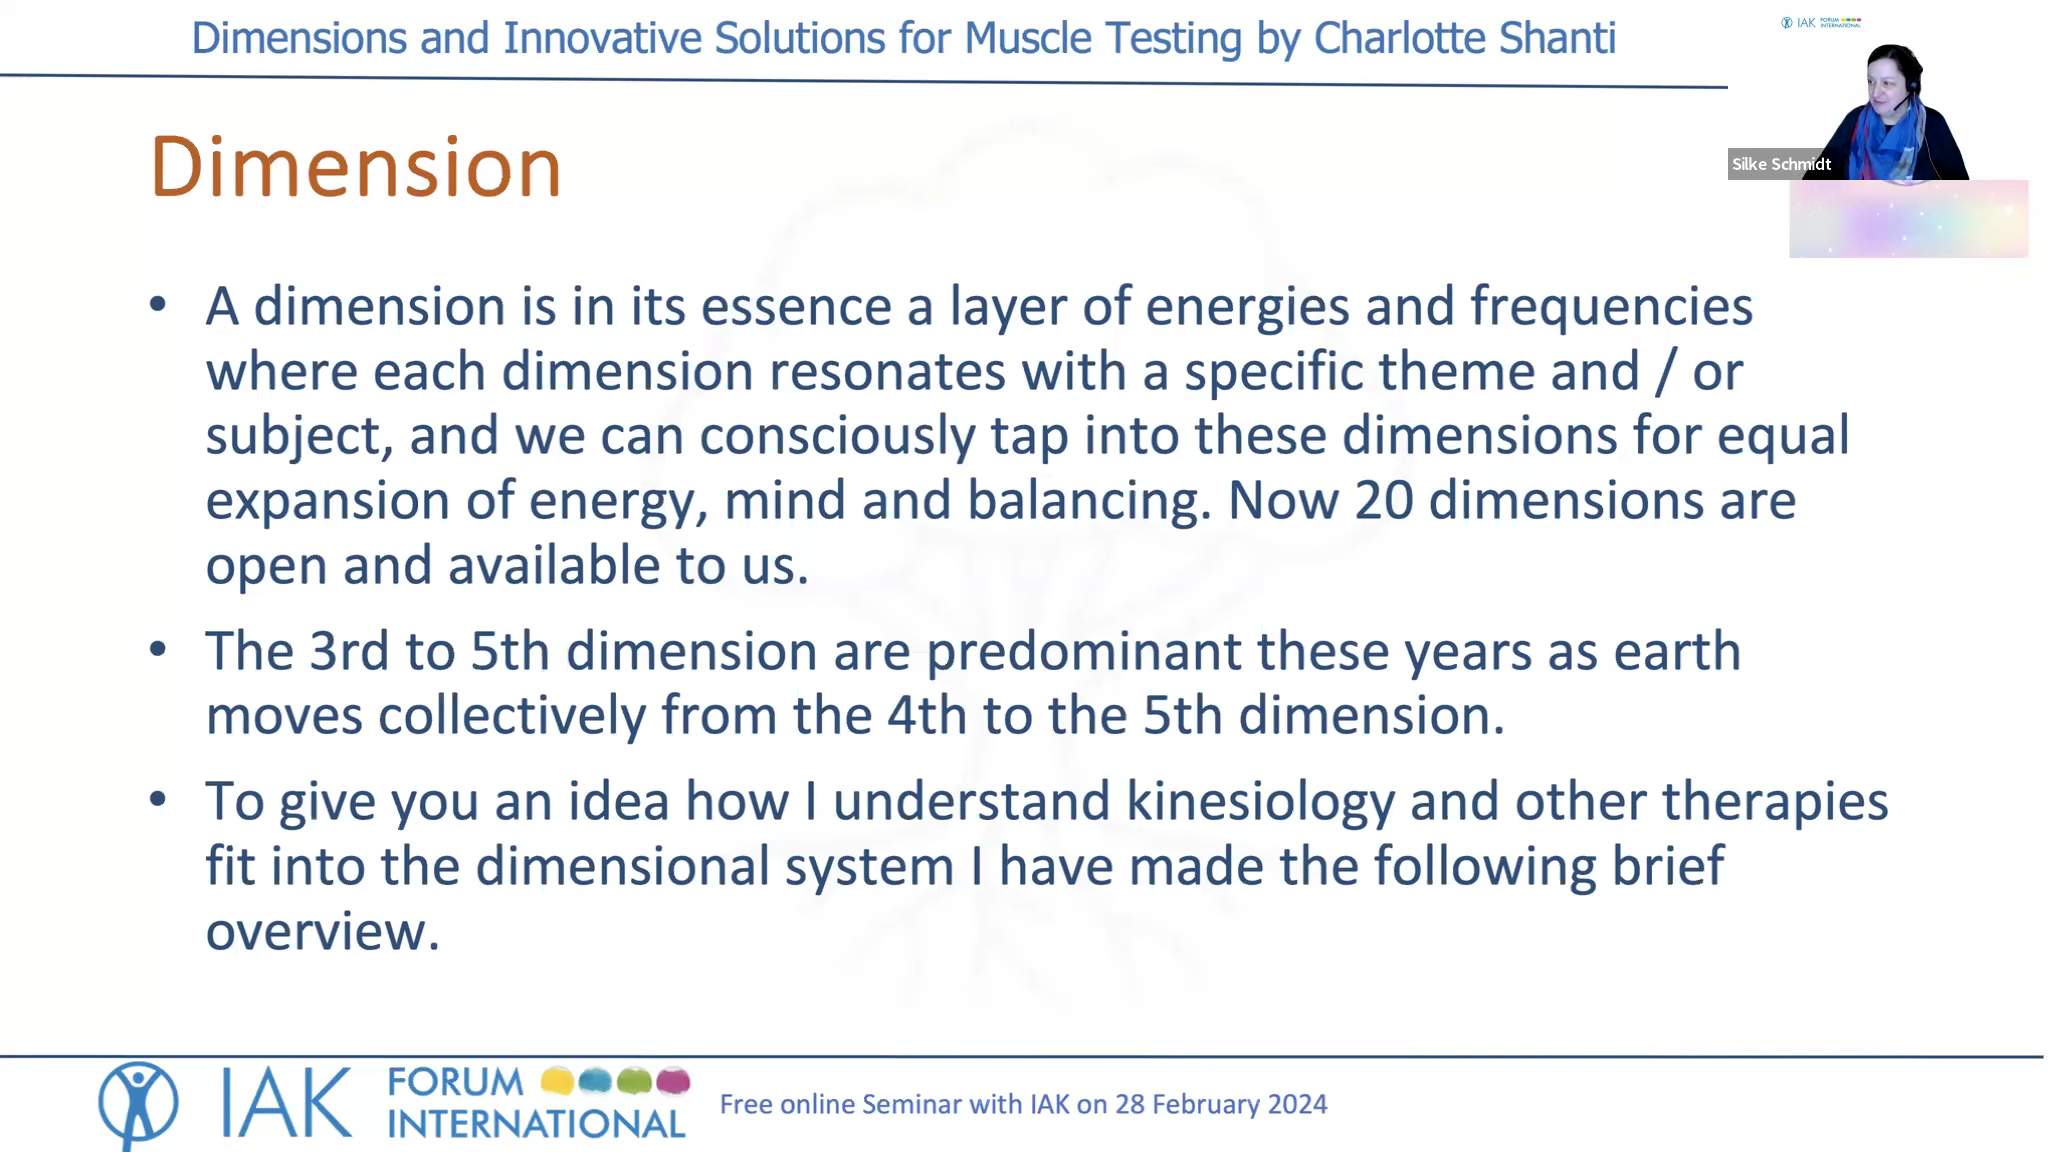 Dimensions and Innovative Solutions for Muscle Testing by Charlotte Shanti
IAK FORUM INTERNATIONAL
Silke Schmidt
Dimension
• A dimension is in its essence a layer of energies and frequencies
where each dimension resonates with a specific theme and / or
subject, and we can consciously tap into these dimensions for equal
expansion of energy, mind and balancing. Now 20 dimensions are
open and available to us.
• The 3rd to 5th dimension are predominant these years as earth
moves collectively from the 4th to the 5th dimension.
• To give you an idea how I understand kinesiology and other therapies
fit into the dimensional system I have made the following brief
overview.
IAK FORUM
INTERNATIONAL
Free online Seminar with IAK on 28 February 2024